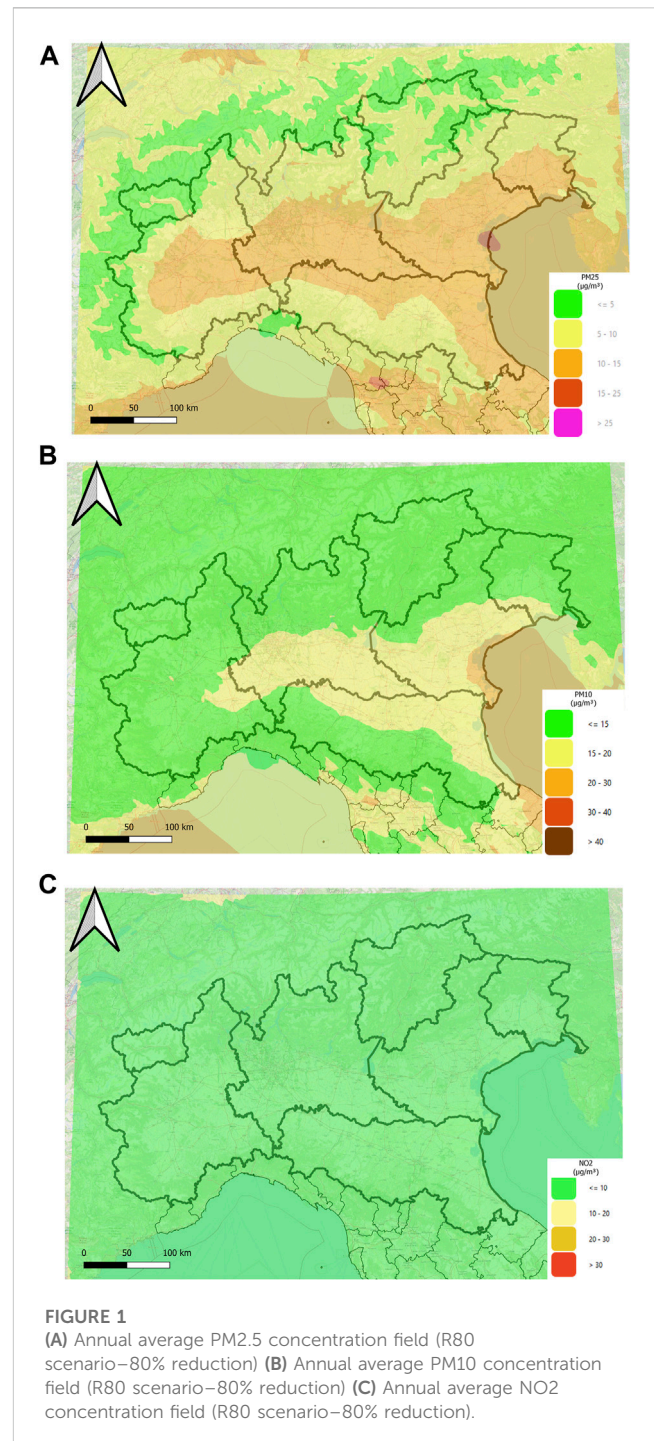 A
PM25
(µg/m³)
<= 5
5 - 10
10 - 15
15 - 25
> 25
0 50 100 km
B
PM10
(µg/m³)
<= 15
15 - 20
20 - 30
30 - 40
> 40
0 50 100 km
C
NO2
(µg/m³)
<= 10
10 - 20
20 - 30
> 30
0 50 100 km
FIGURE 1
(A) Annual average PM2.5 concentration field (R80
scenario–80% reduction) (B) Annual average PM10 concentration
field (R80 scenario–80% reduction) (C) Annual average NO2
concentration field (R80 scenario–80% reduction).